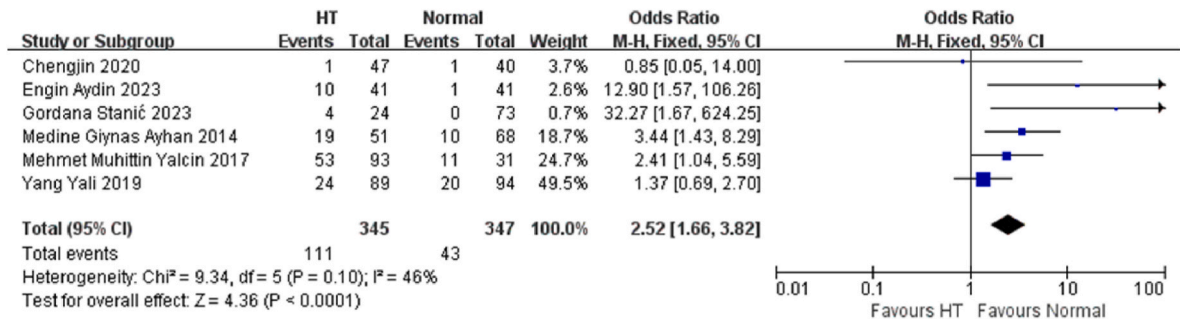 HT Normal Odds Ratio Odds Ratio
Study or Subgroup Events Total Events Total Weight M-H, Fixed, 95% CI M-H, Fixed, 95% CI
Chengjin 2020 1 47 1 40 3.7% 0.85 [0.05, 14.00]
Engin Aydin 2023 10 41 1 41 2.6% 12.90 [1.57, 106.26]
Gordana Stanić 2023 4 24 0 73 0.7% 32.27 [1.67, 624.25]
Medine Giynas Ayhan 2014 19 51 10 68 18.7% 3.44 [1.43, 8.29]
Mehmet Muhittin Yalcin 2017 53 93 11 31 24.7% 2.41 [1.04, 5.59]
Yang Yali 2019 24 89 20 94 49.5% 1.37 [0.69, 2.70]
Total (95% CI) 345 347 100.0% 2.52 [1.66, 3.82]
Total events 111 43
Heterogeneity: Chi² = 9.34, df = 5 (P = 0.10); I² = 46%
Test for overall effect: Z = 4.36 (P < 0.0001)
0.01 0.1 1 10 100
Favours HT Favours Normal